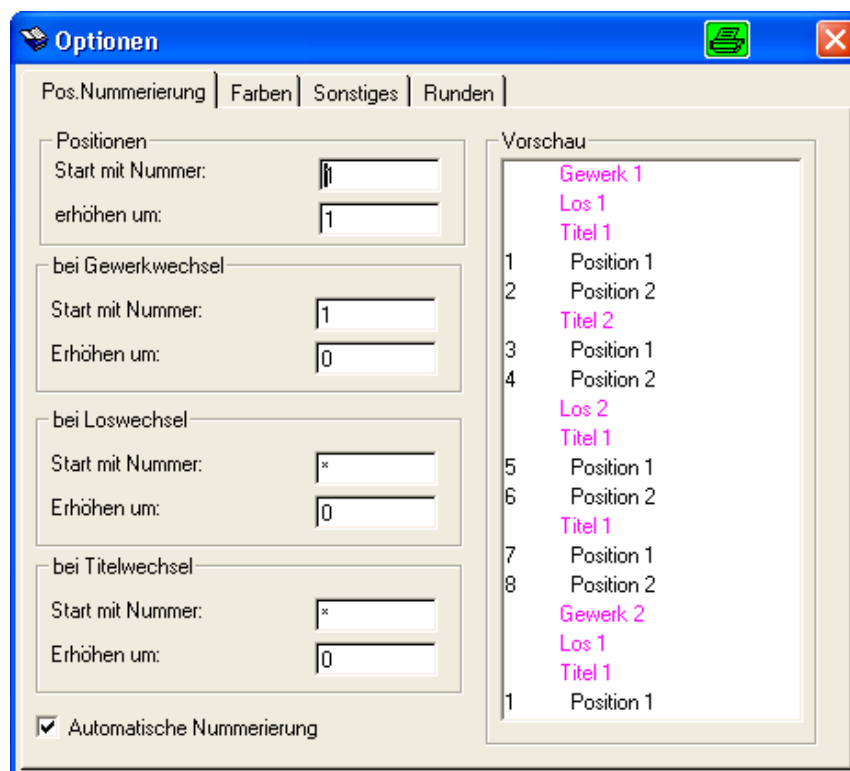 Optionen
Pos.Nummerierung Farben Sonstiges Runden
Positionen
Start mit Nummer: 1
erhöhen um: 1
bei Gewerkwechsel
Start mit Nummer: 1
Erhöhen um: 0
bei Loswechsel
Start mit Nummer: *
Erhöhen um: 0
bei Titelwechsel
Start mit Nummer: *
Erhöhen um: 0
Automatische Nummerierung
Vorschau
Gewerk 1
Los 1
Titel 1
1 Position 1
2 Position 2
Titel 2
3 Position 1
4 Position 2
Los 2
Titel 1
5 Position 1
6 Position 2
Titel 1
7 Position 1
8 Position 2
Gewerk 2
Los 1
Titel 1
1 Position 1